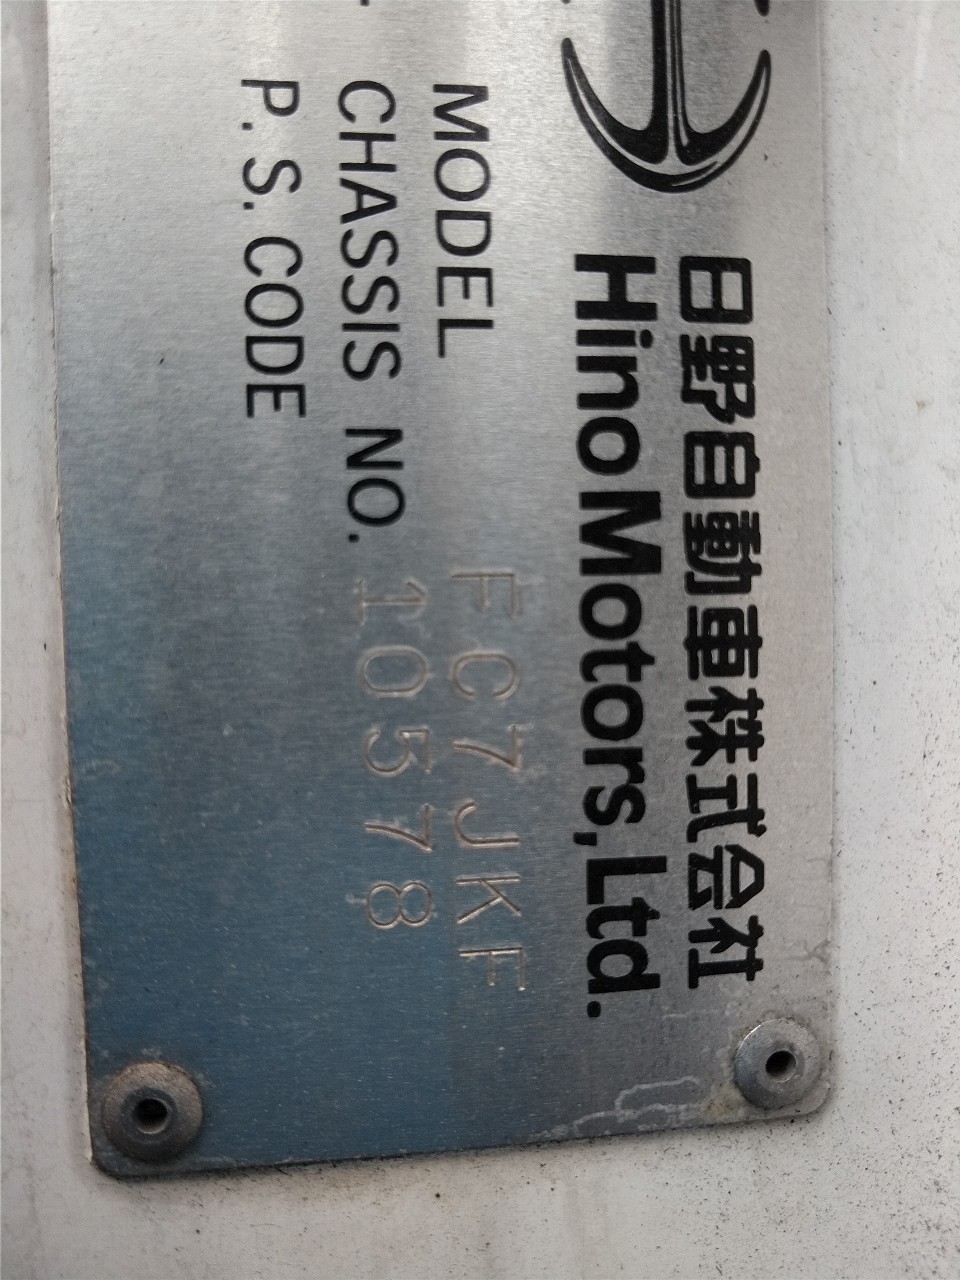 日野自動車株式会社
Hino Motors, Ltd.
MODEL FC7JKF
CHASSIS NO. 10578
P. S. CODE